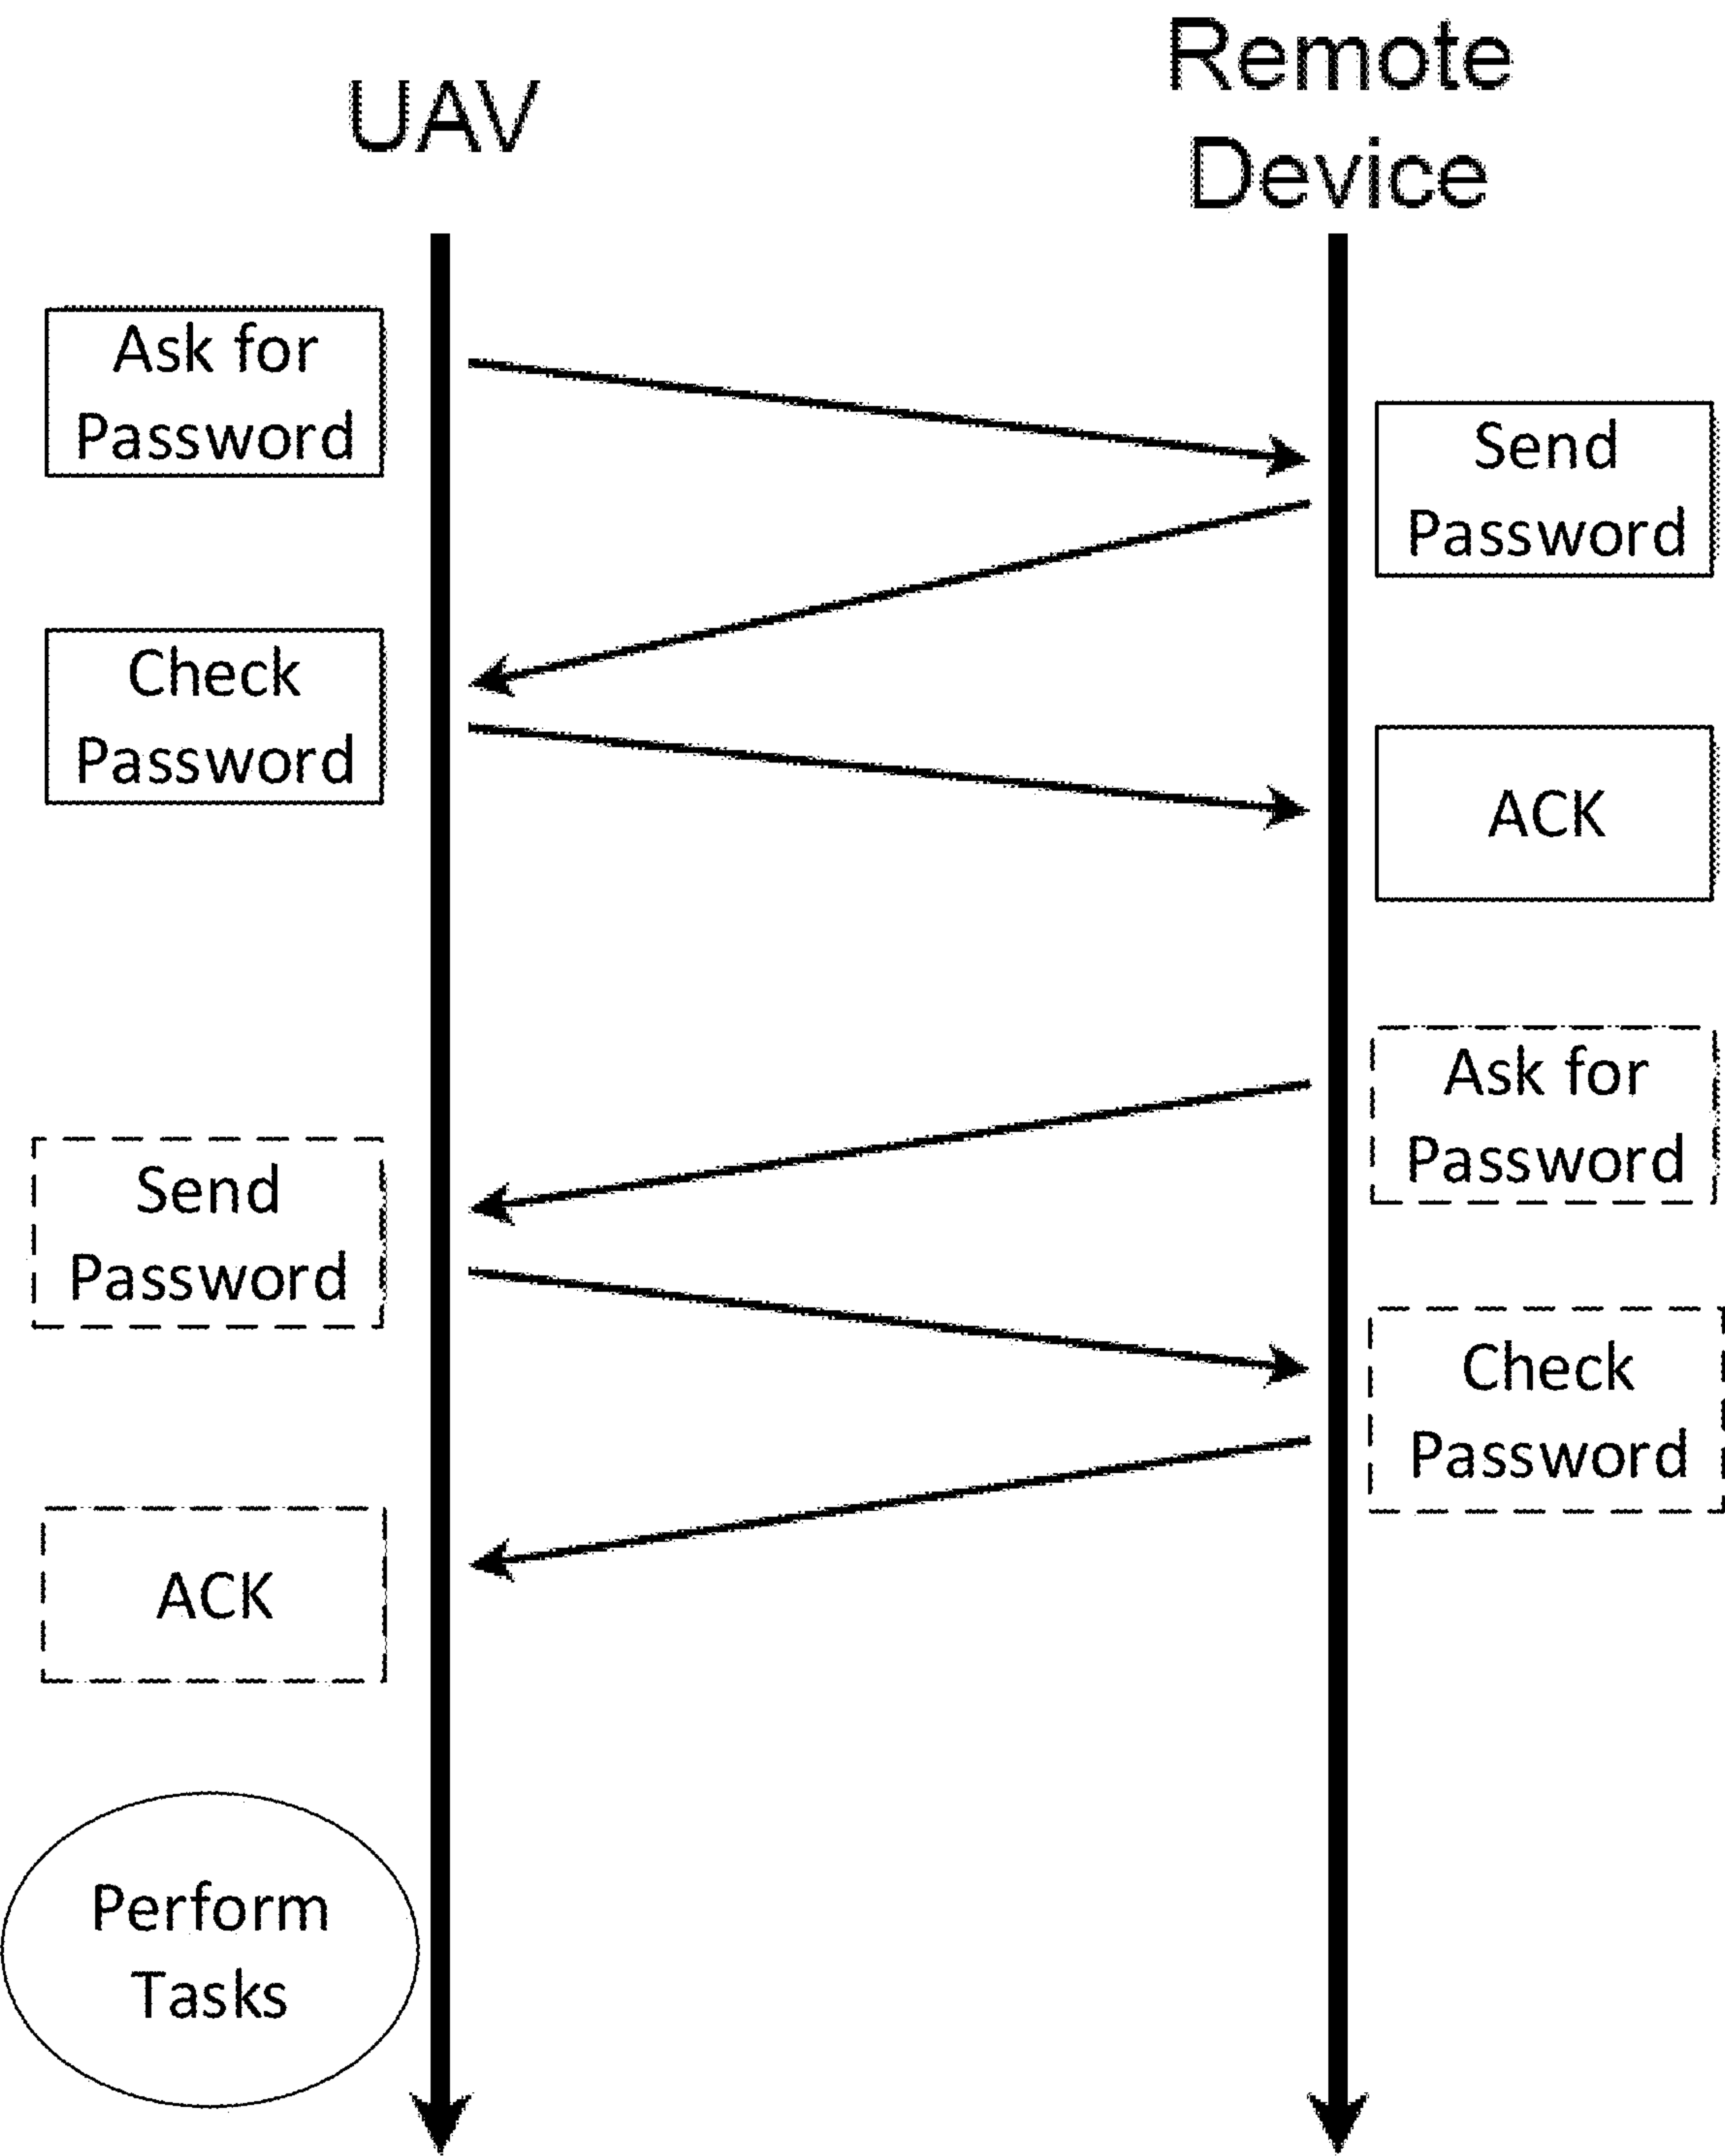 UAV
Remote
Device
Ask for
Password
Send
Password
Check
Password
ACK
Ask for
Password
Send
Password
Check
Password
ACK
Perform
Tasks